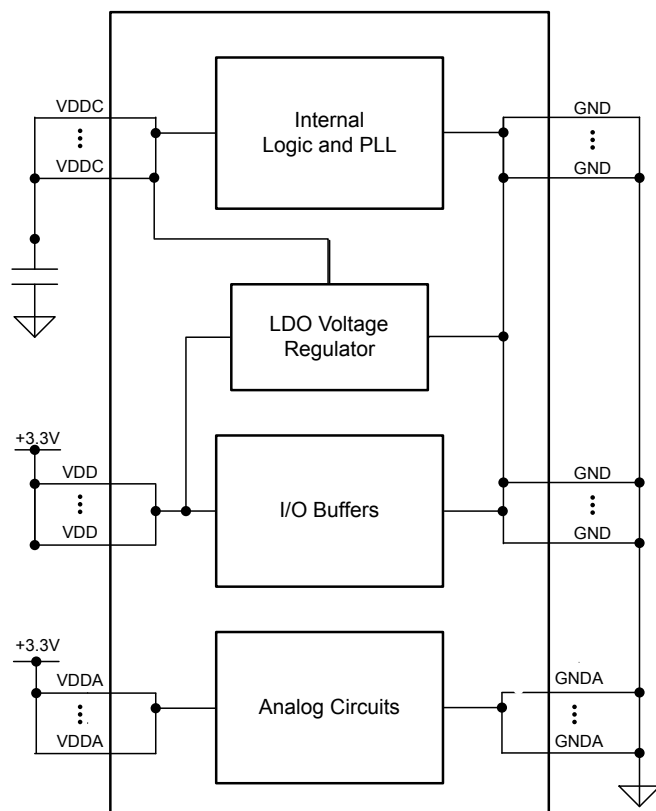 VDDC
VDDC
Internal
Logic and PLL
GND
GND
LDO Voltage
Regulator
+3.3V
VDD
VDD
I/O Buffers
GND
GND
+3.3V
VDDA
VDDA
Analog Circuits
GNDA
GNDA